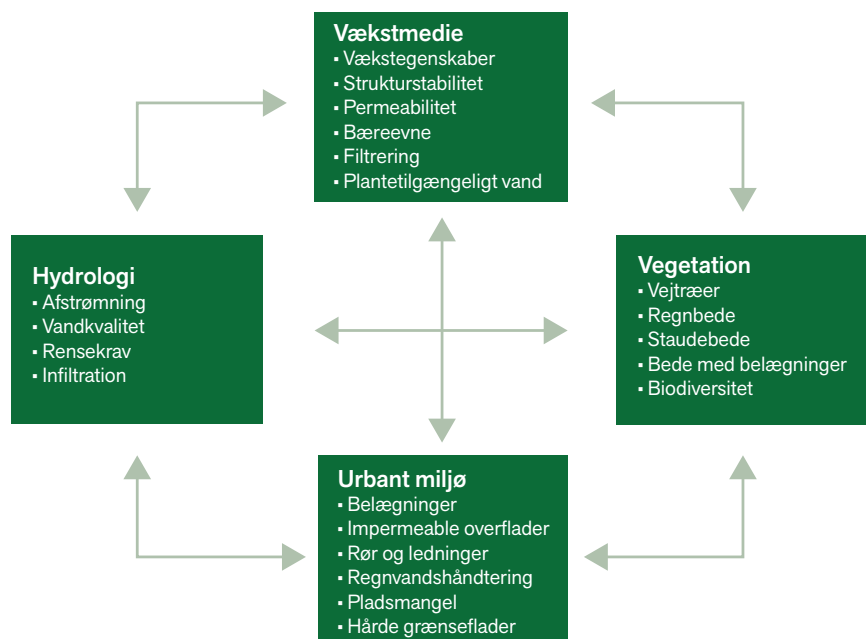 Vækstmedie
▪ Vækstegenskaber
▪ Strukturstabilitet
▪ Permeabilitet
▪ Bæreevne
▪ Filtrering
▪ Plantetilgængeligt vand
Hydrologi
▪ Afstrømning
▪ Vandkvalitet
▪ Rensekrav
▪ Infiltration
Vegetation
▪ Vejtræer
▪ Regnbede
▪ Staudebede
▪ Bede med belægninger
▪ Biodiversitet
Urbant miljø
▪ Belægninger
▪ Impermeable overflader
▪ Rør og ledninger
▪ Regnvandshåndtering
▪ Pladsmangel
▪ Hårde grænseflader